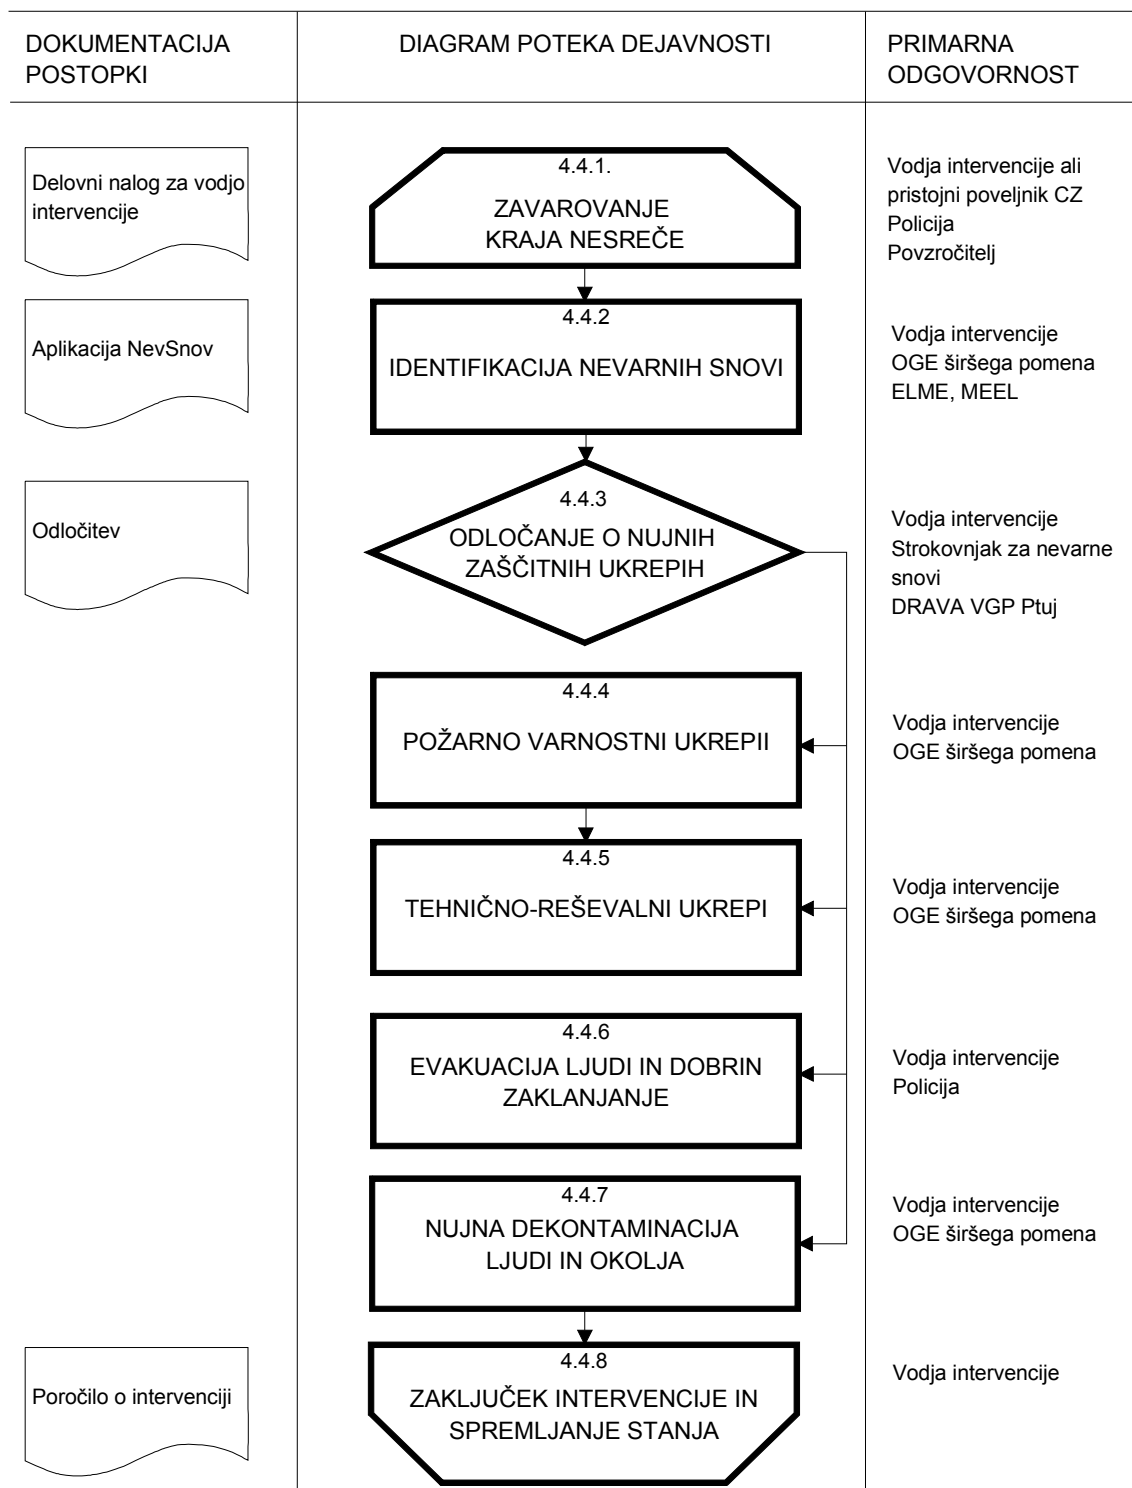 DOKUMENTACIJA
POSTOPKI
DIAGRAM POTEKA DEJAVNOSTI
PRIMARNA
ODGOVORNOST
Delovni nalog za vodjo
intervencije
4.4.1.
ZAVAROVANJE
KRAJA NESREČE
Vodja intervencije ali
pristojni poveljnik CZ
Policija
Povzročitelj
Aplikacija NevSnov
4.4.2
IDENTIFIKACIJA NEVARNIH SNOVI
Vodja intervencije
OGE širšega pomena
ELME, MEEL
Odločitev
4.4.3
ODLOČANJE O NUJNIH
ZAŠČITNIH UKREPIH
Vodja intervencije
Strokovnjak za nevarne
snovi
DRAVA VGP Ptuj
4.4.4
POŽARNO VARNOSTNI UKREPII
Vodja intervencije
OGE širšega pomena
4.4.5
TEHNIČNO-REŠEVALNI UKREPI
Vodja intervencije
OGE širšega pomena
4.4.6
EVAKUACIJA LJUDI IN DOBRIN
ZAKLANJANJE
Vodja intervencije
Policija
4.4.7
NUJNA DEKONTAMINACIJA
LJUDI IN OKOLJA
Vodja intervencije
OGE širšega pomena
Poročilo o intervenciji
4.4.8
ZAKLJUČEK INTERVENCIJE IN
SPREMLJANJE STANJA
Vodja intervencije